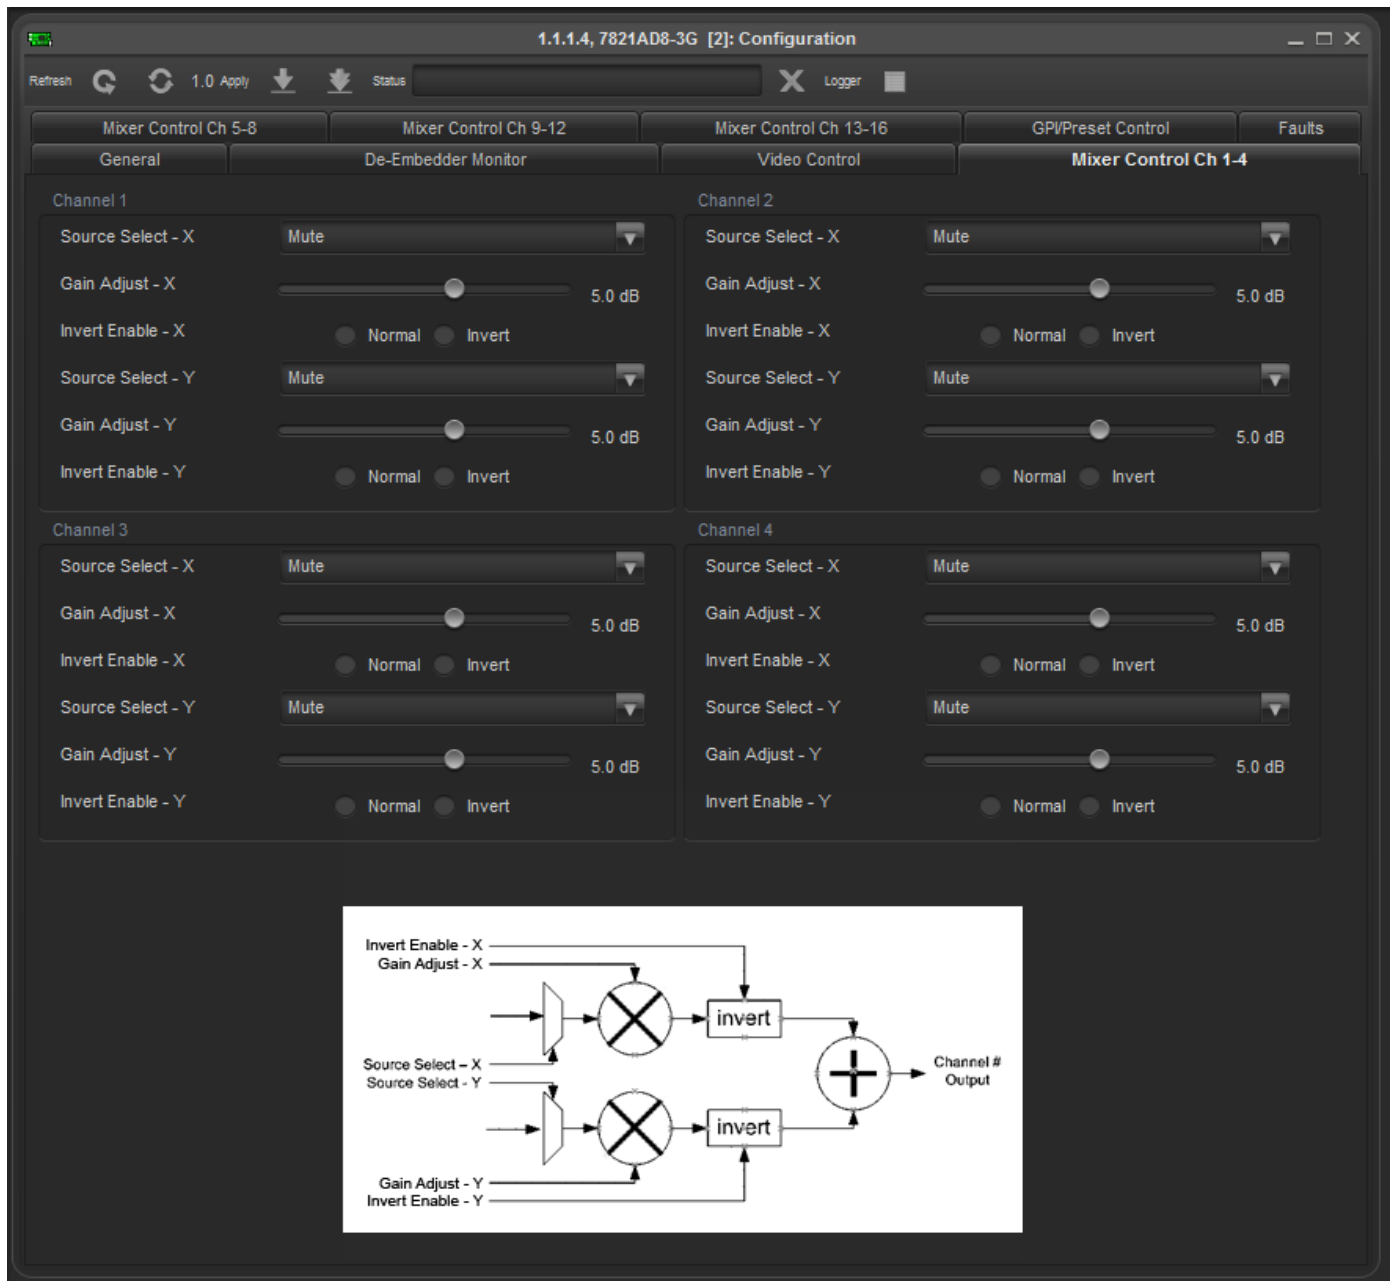 1.1.1.4, 7821AD8-3G [2]: Configuration
Refresh 1.0 Apply Status Logger
Mixer Control Ch 5-8 Mixer Control Ch 9-12 Mixer Control Ch 13-16 GPI/Preset Control Faults
General De-Embedder Monitor Video Control Mixer Control Ch 1-4
Channel 1
Source Select - X Mute
Gain Adjust - X 5.0 dB
Invert Enable - X Normal Invert
Source Select - Y Mute
Gain Adjust - Y 5.0 dB
Invert Enable - Y Normal Invert
Channel 2
Source Select - X Mute
Gain Adjust - X 5.0 dB
Invert Enable - X Normal Invert
Source Select - Y Mute
Gain Adjust - Y 5.0 dB
Invert Enable - Y Normal Invert
Channel 3
Source Select - X Mute
Gain Adjust - X 5.0 dB
Invert Enable - X Normal Invert
Source Select - Y Mute
Gain Adjust - Y 5.0 dB
Invert Enable - Y Normal Invert
Channel 4
Source Select - X Mute
Gain Adjust - X 5.0 dB
Invert Enable - X Normal Invert
Source Select - Y Mute
Gain Adjust - Y 5.0 dB
Invert Enable - Y Normal Invert
Invert Enable - X
Gain Adjust - X
invert
Source Select – X
Source Select - Y
Channel #
Output
invert
Gain Adjust - Y
Invert Enable - Y